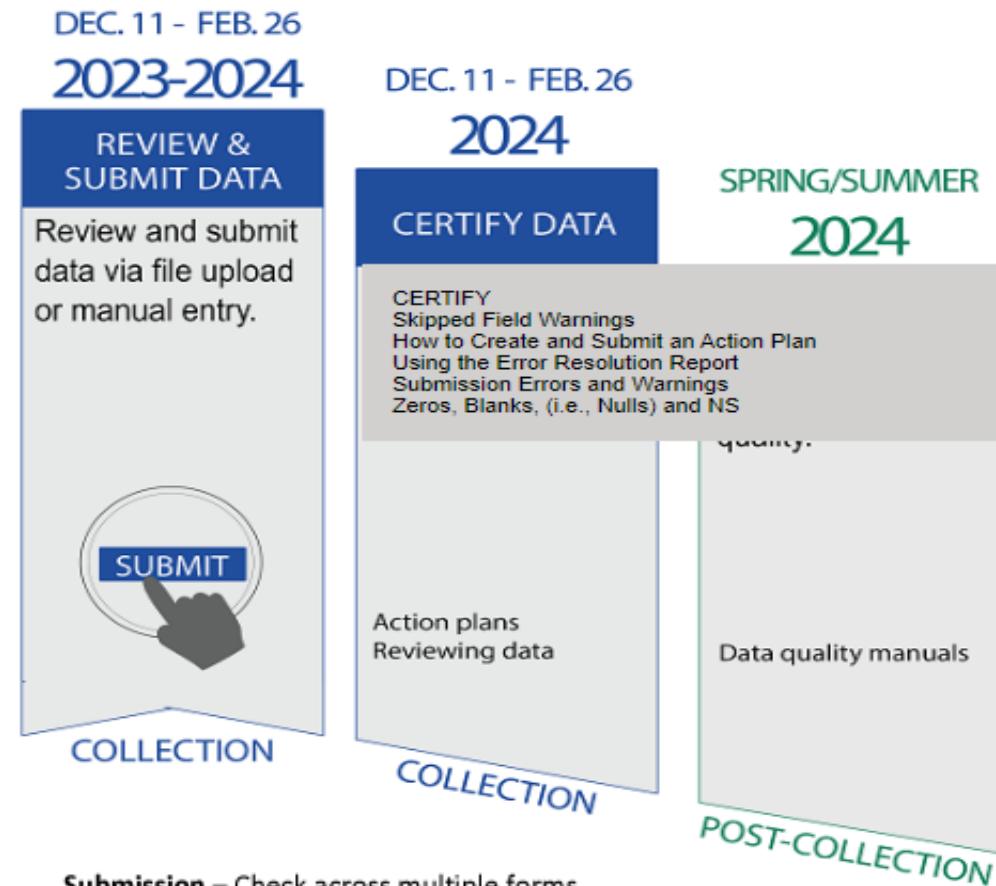 DEC. 11 - FEB. 26
2023-2024
REVIEW &
SUBMIT DATA
Review and submit
data via file upload
or manual entry.
SUBMIT
COLLECTION
DEC. 11 - FEB. 26
2024
CERTIFY DATA
CERTIFY
Skipped Field Warnings
How to Create and Submit an Action Plan
Using the Error Resolution Report
Submission Errors and Warnings
Zeros, Blanks, (i.e., Nulls) and NS
Action plans
Reviewing data
COLLECTION
SPRING/SUMMER
2024
quality.
Data quality manuals
POST-COLLECTION
Submission – Check across multiple forms